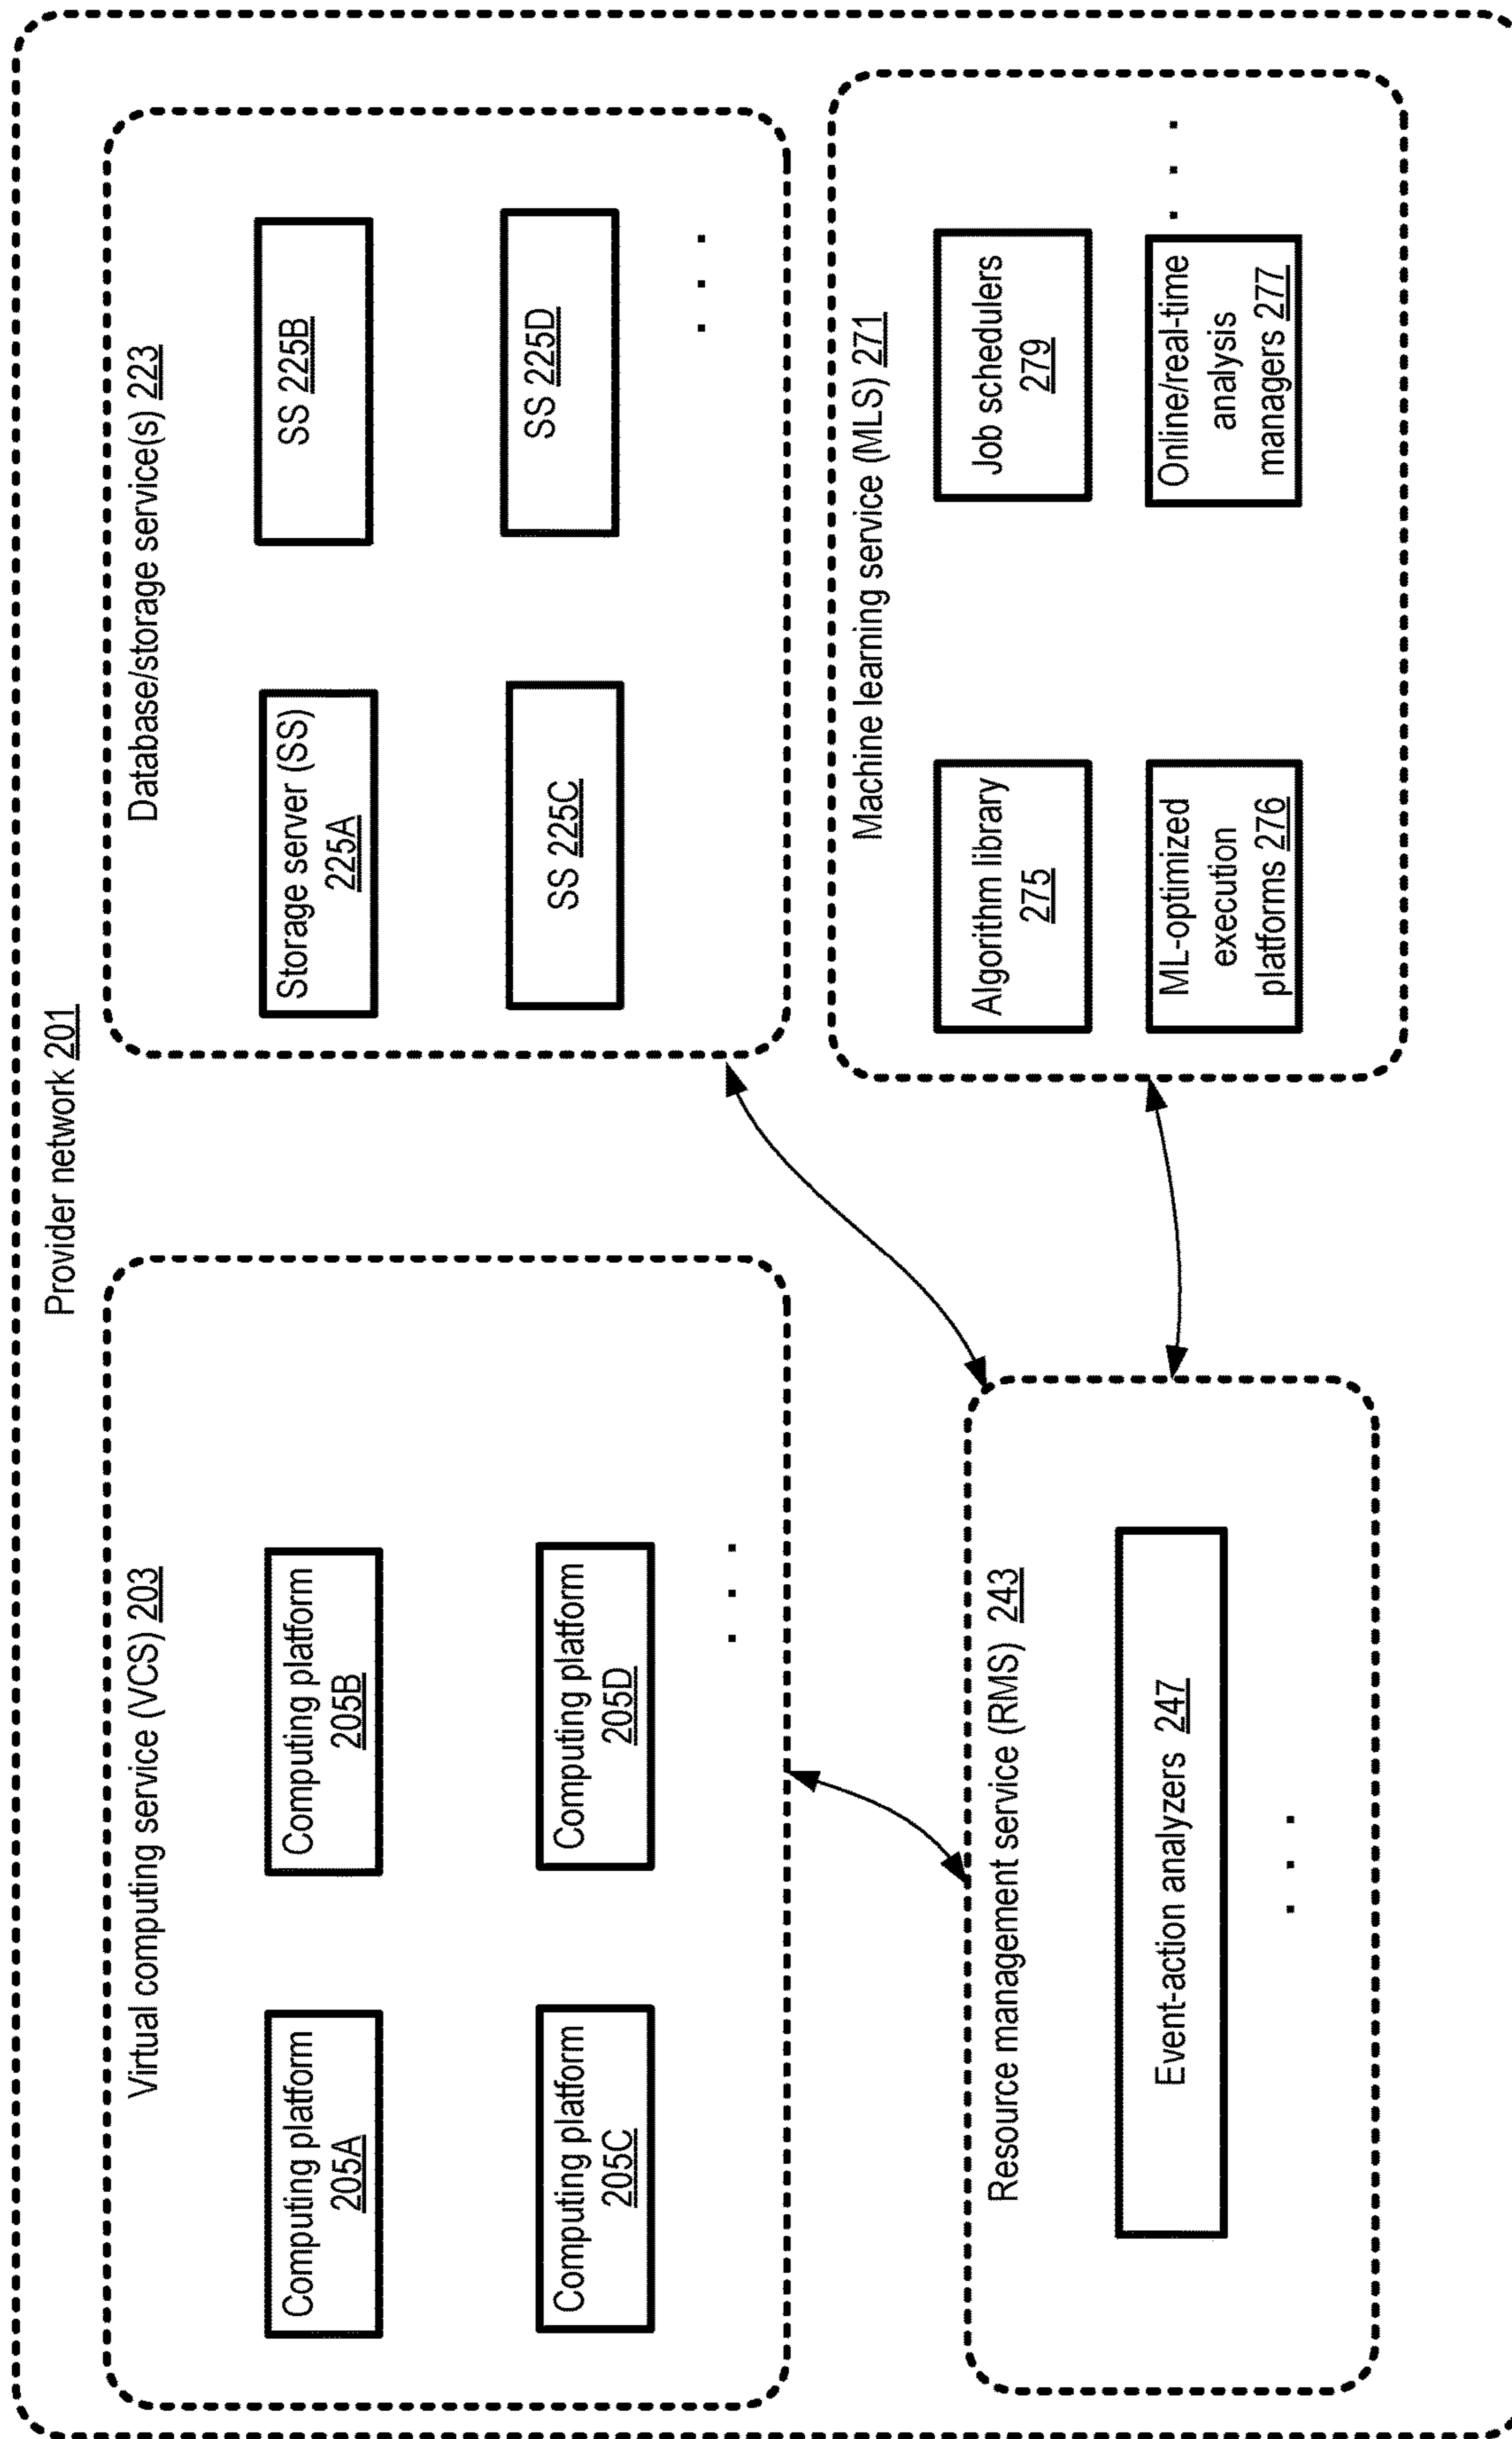 Provider network 201
Virtual computing service (VCS) 203
Computing platform
205A
Computing platform
205B
Computing platform
205C
Computing platform
205D
. . .
Database/storage service(s) 223
Storage server (SS)
225A
SS 225B
SS 225C
SS 225D
. . .
Resource management service (RMS) 243
Event-action analyzers 247
. . .
Machine learning service (MLS) 271
Algorithm library
275
Job schedulers
279
ML-optimized
execution
platforms 276
Online/real-time
analysis
managers 277
. . .